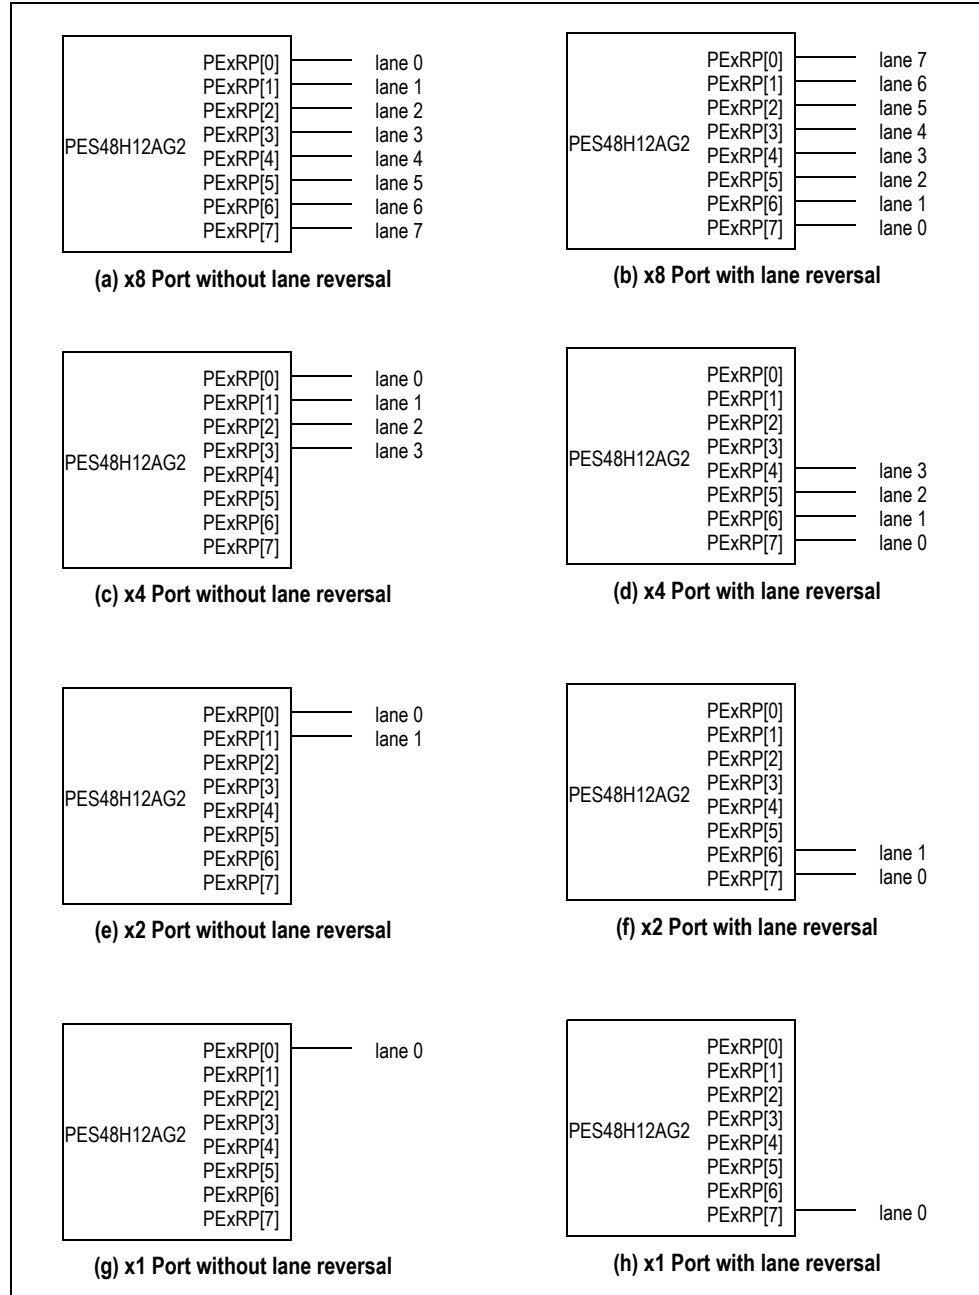 PES48H12AG2
PExRP[0] lane 0
PExRP[1] lane 1
PExRP[2] lane 2
PExRP[3] lane 3
PExRP[4] lane 4
PExRP[5] lane 5
PExRP[6] lane 6
PExRP[7] lane 7
(a) x8 Port without lane reversal
PES48H12AG2
PExRP[0] lane 7
PExRP[1] lane 6
PExRP[2] lane 5
PExRP[3] lane 4
PExRP[4] lane 3
PExRP[5] lane 2
PExRP[6] lane 1
PExRP[7] lane 0
(b) x8 Port with lane reversal
PES48H12AG2
PExRP[0] lane 0
PExRP[1] lane 1
PExRP[2] lane 2
PExRP[3] lane 3
PExRP[4]
PExRP[5]
PExRP[6]
PExRP[7]
(c) x4 Port without lane reversal
PES48H12AG2
PExRP[0]
PExRP[1]
PExRP[2]
PExRP[3]
PExRP[4] lane 3
PExRP[5] lane 2
PExRP[6] lane 1
PExRP[7] lane 0
(d) x4 Port with lane reversal
PES48H12AG2
PExRP[0] lane 0
PExRP[1] lane 1
PExRP[2]
PExRP[3]
PExRP[4]
PExRP[5]
PExRP[6]
PExRP[7]
(e) x2 Port without lane reversal
PES48H12AG2
PExRP[0]
PExRP[1]
PExRP[2]
PExRP[3]
PExRP[4]
PExRP[5]
PExRP[6] lane 1
PExRP[7] lane 0
(f) x2 Port with lane reversal
PES48H12AG2
PExRP[0] lane 0
PExRP[1]
PExRP[2]
PExRP[3]
PExRP[4]
PExRP[5]
PExRP[6]
PExRP[7]
(g) x1 Port without lane reversal
PES48H12AG2
PExRP[0]
PExRP[1]
PExRP[2]
PExRP[3]
PExRP[4]
PExRP[5]
PExRP[6]
PExRP[7] lane 0
(h) x1 Port with lane reversal